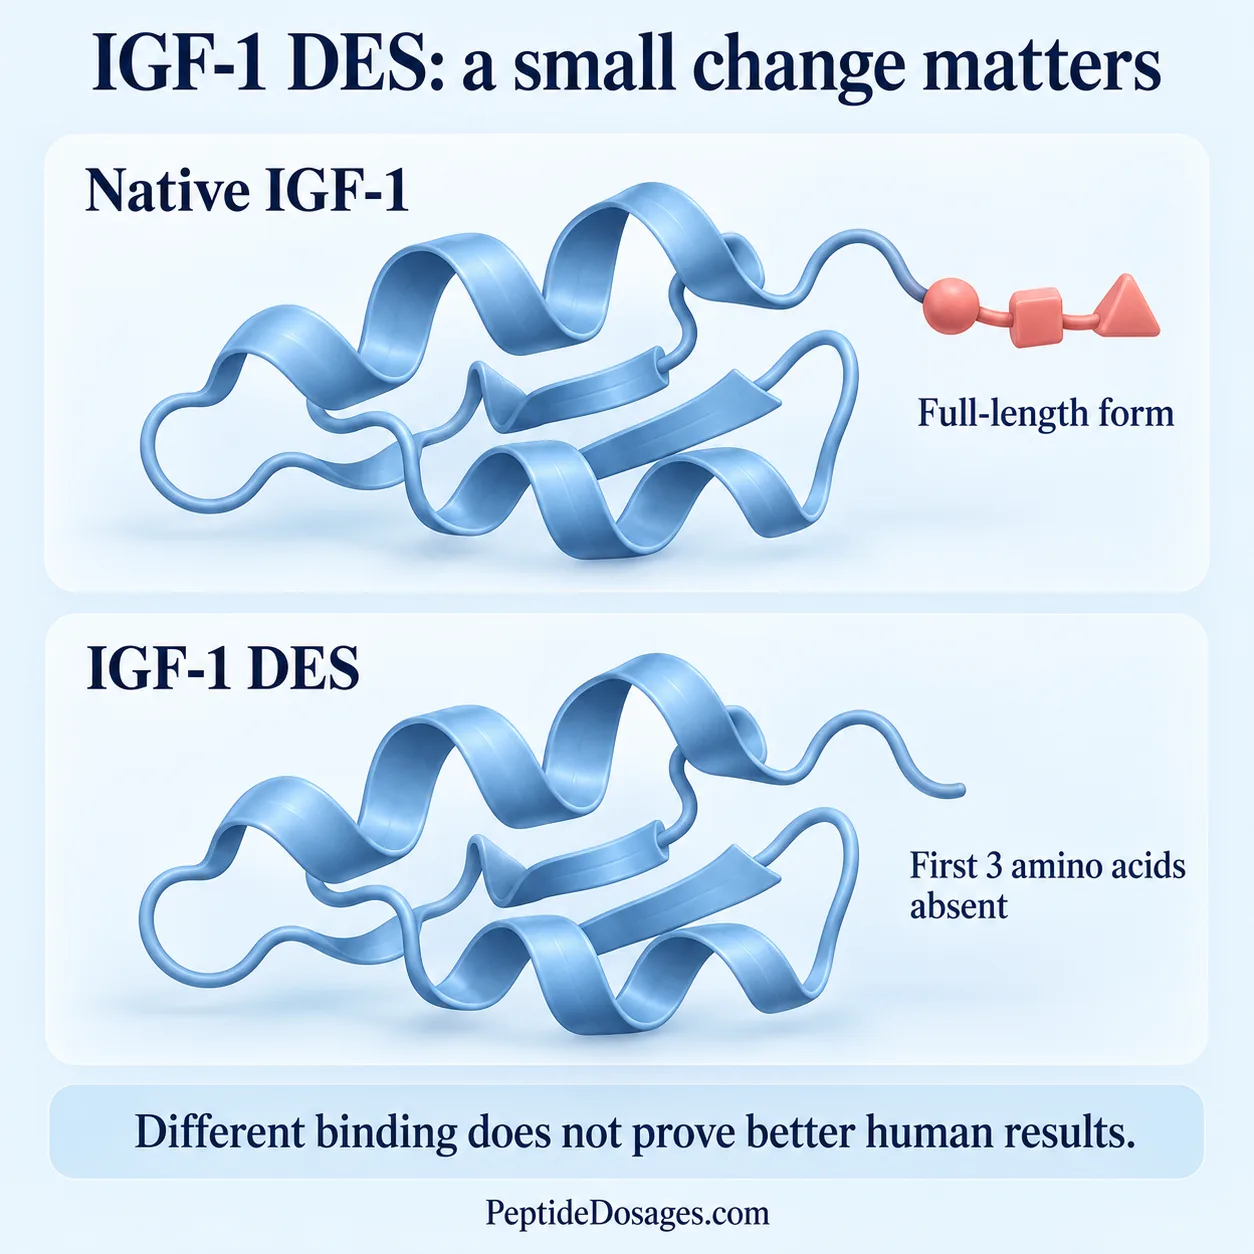 IGF-1 DES: a small change matters
Native IGF-1
Full-length form
IGF-1 DES
First 3 amino acids
absent
Different binding does not prove better human results.
PeptideDosages.com